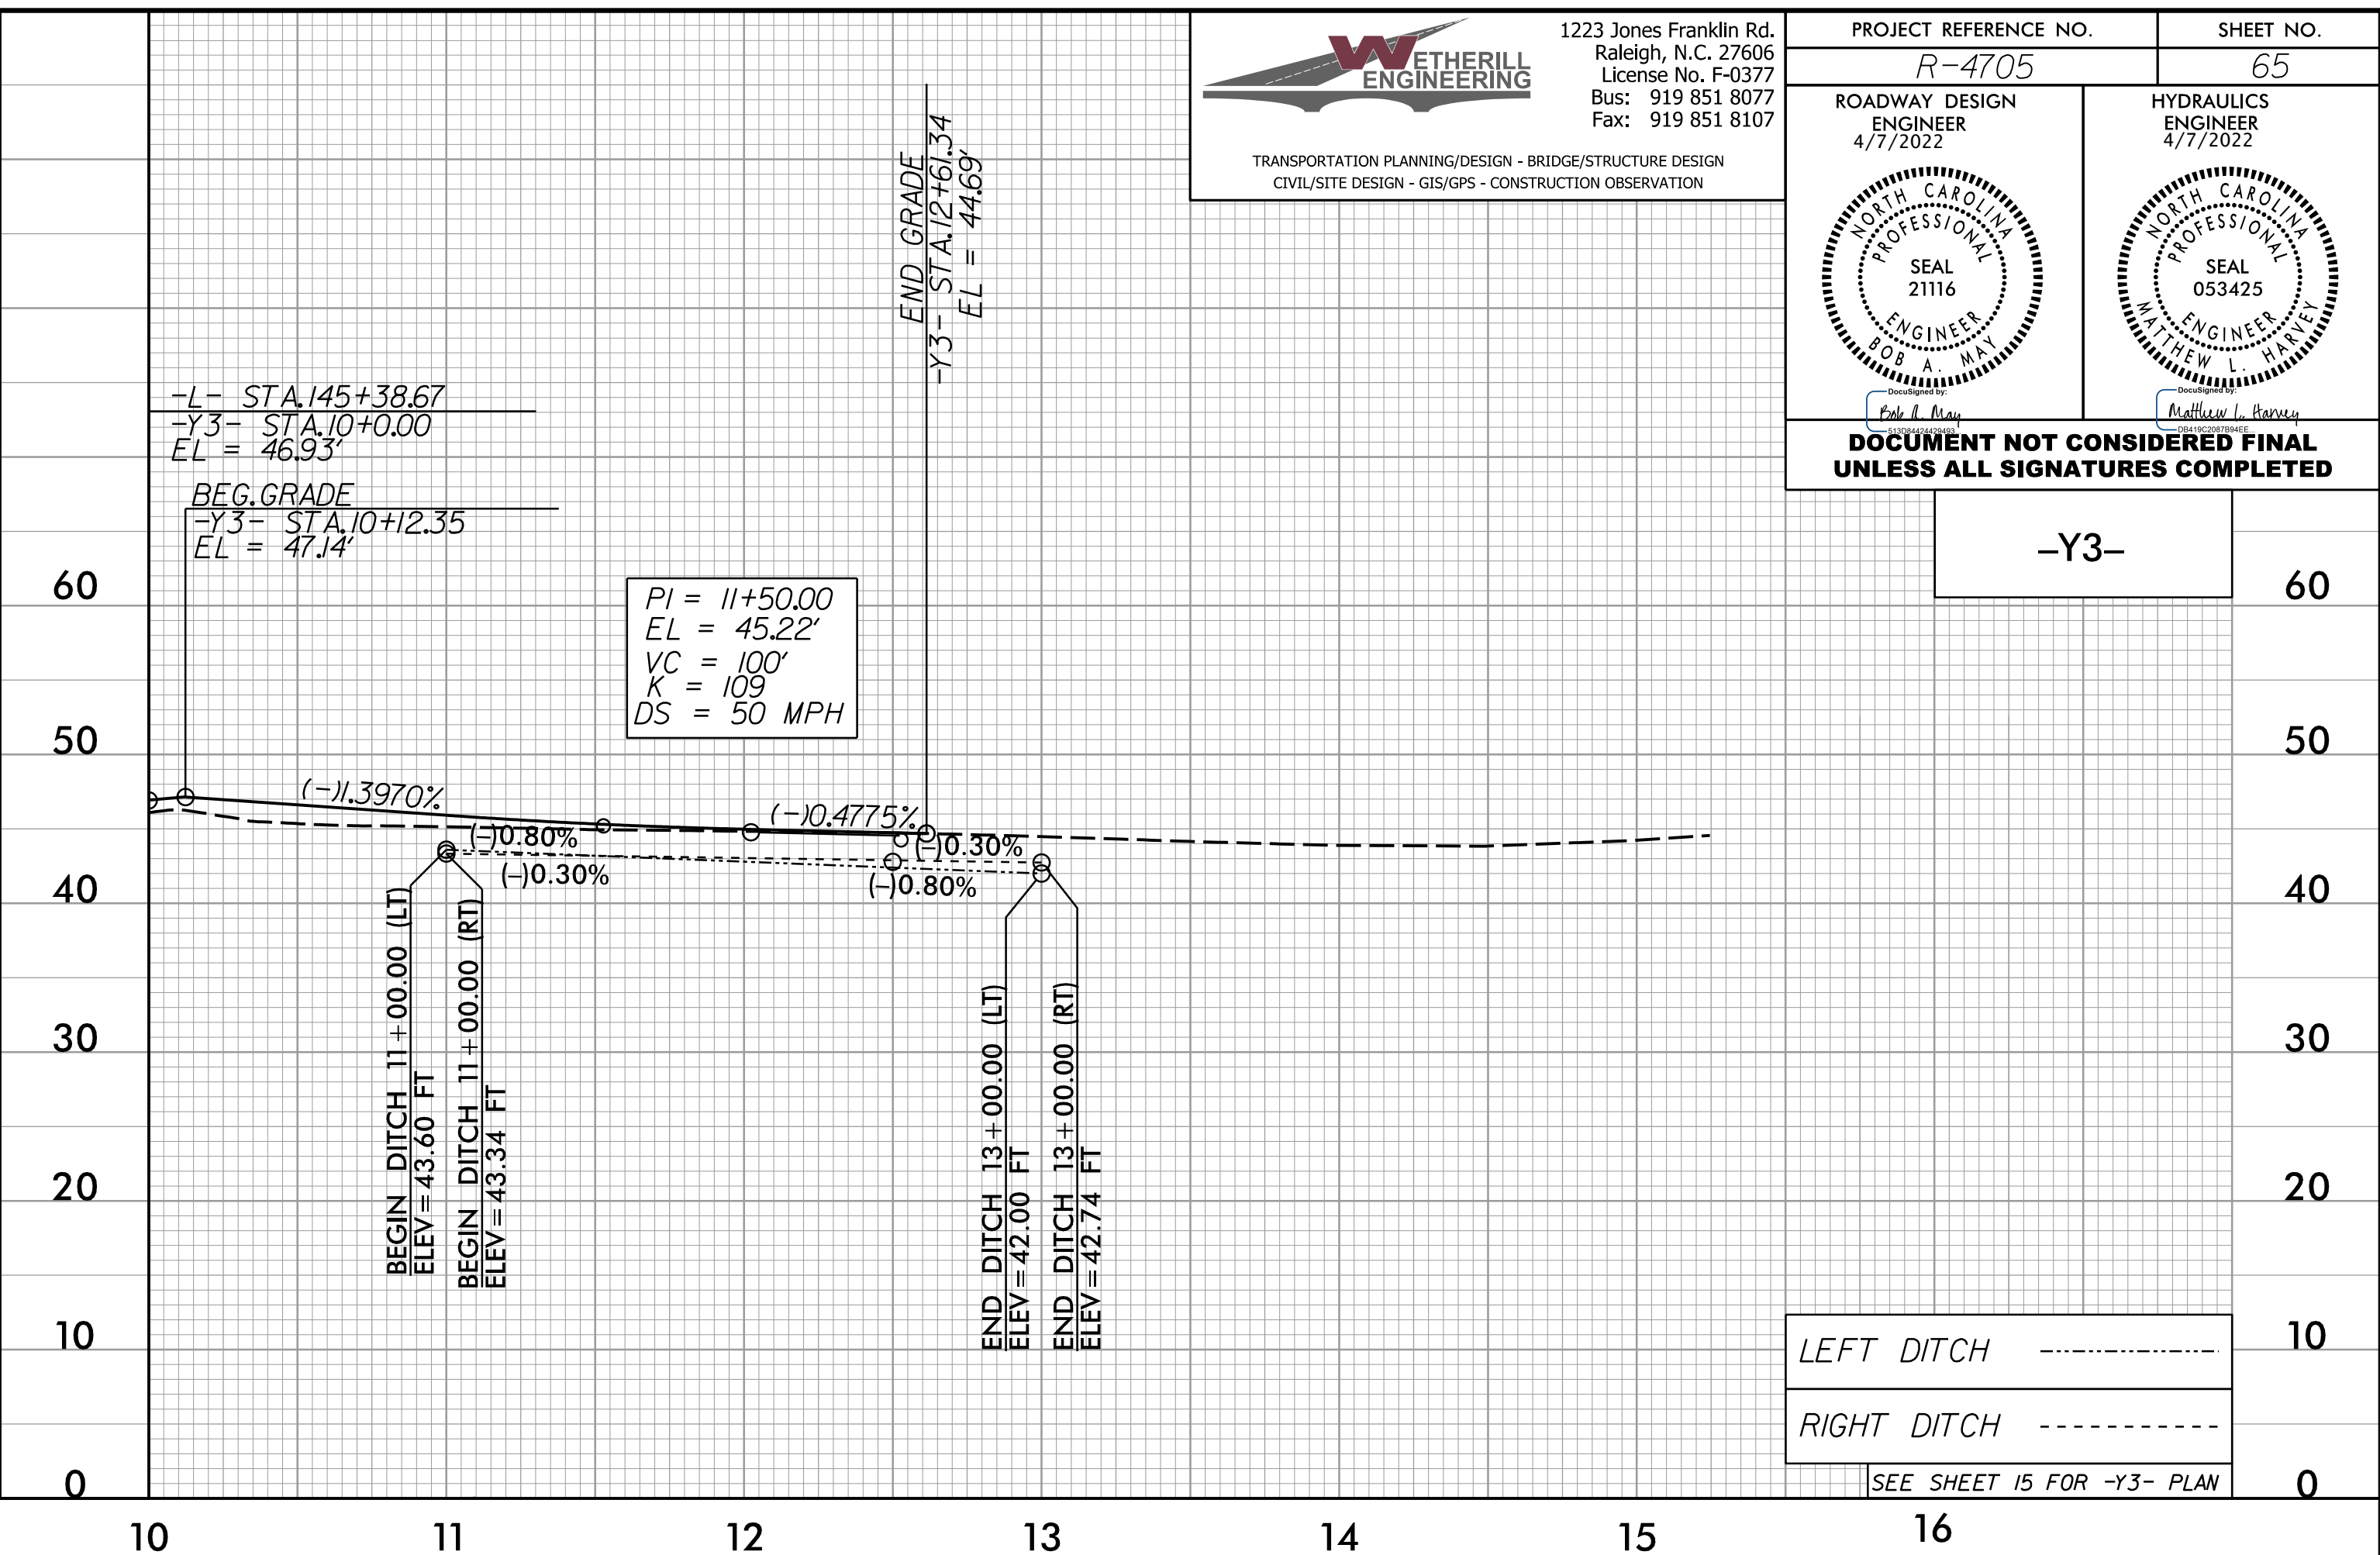 WETHERILL
ENGINEERING
1223 Jones Franklin Rd.
Raleigh, N.C. 27606
License No. F-0377
Bus: 919 851 8077
Fax: 919 851 8107
TRANSPORTATION PLANNING/DESIGN - BRIDGE/STRUCTURE DESIGN
CIVIL/SITE DESIGN - GIS/GPS - CONSTRUCTION OBSERVATION
PROJECT REFERENCE NO.
SHEET NO.
R-4705
65
ROADWAY DESIGN
ENGINEER
4/7/2022
HYDRAULICS
ENGINEER
4/7/2022
NORTH CAROLINA
PROFESSIONAL
SEAL
21116
ENGINEER
BOB A. MAY
NORTH CAROLINA
PROFESSIONAL
SEAL
053425
ENGINEER
MATTHEW L. HARVEY
DocuSigned by:
Bob A. May
513D84424429493...
DocuSigned by:
Matthew L. Harvey
DB419C2087B94EE...
DOCUMENT NOT CONSIDERED FINAL
UNLESS ALL SIGNATURES COMPLETED
-Y3-
END GRADE
-Y3- STA.12+61.34
EL = 44.69'
-L- STA.145+38.67
-Y3- STA.10+0.00
EL = 46.93'
BEG.GRADE
-Y3- STA.10+12.35
EL = 47.14'
PI = 11+50.00
EL = 45.22'
VC = 100'
K = 109
DS = 50 MPH
60
60
50
50
(-)1.3970%
(-)0.4775%
(-)0.80%
(-)0.30%
(-)0.30%
(-)0.80%
40
40
30
30
20
20
10
10
0
0
BEGIN DITCH 11+00.00 (LT)
ELEV=43.60 FT
BEGIN DITCH 11+00.00 (RT)
ELEV=43.34 FT
END DITCH 13+00.00 (LT)
ELEV=42.00 FT
END DITCH 13+00.00 (RT)
ELEV=42.74 FT
LEFT DITCH
RIGHT DITCH
SEE SHEET 15 FOR -Y3- PLAN
10
11
12
13
14
15
16